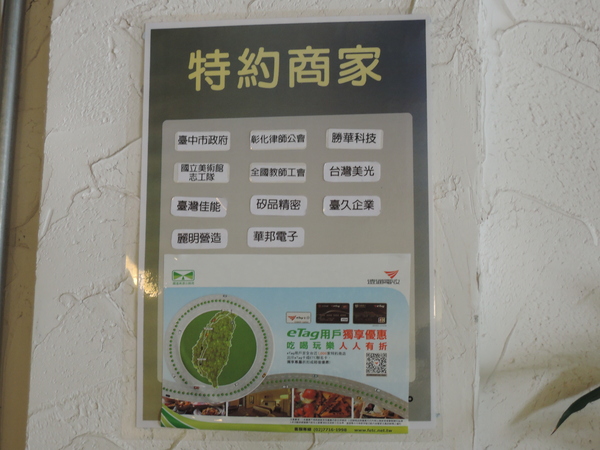 特約商家
臺中市政府
彰化律師公會
勝華科技
國立美術館
志工隊
全國教師工會
台灣美光
臺灣佳能
矽品精密
臺久企業
麗明營造
華邦電子
遠通電收
eTag用戶獨享優惠
吃喝玩樂人人有折